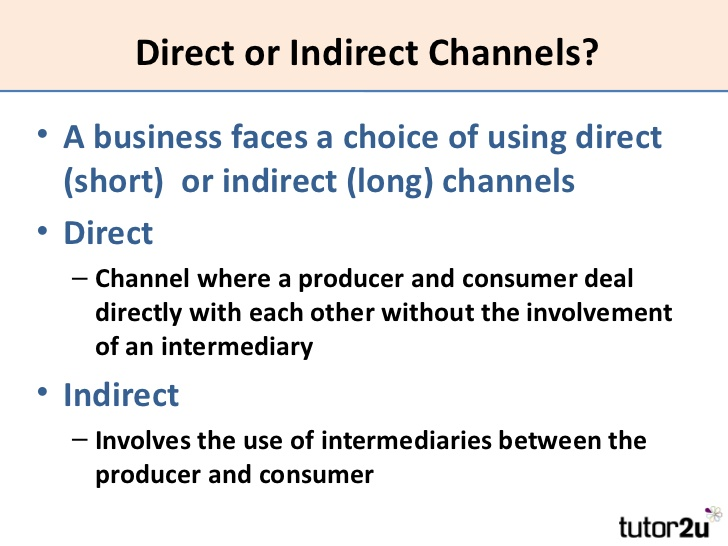 Direct or Indirect Channels?
• A business faces a choice of using direct
(short)  or indirect (long) channels
• Direct
– Channel where a producer and consumer deal
directly with each other without the involvement
of an intermediary
• Indirect
– Involves the use of intermediaries between the
producer and consumer
tutor2u